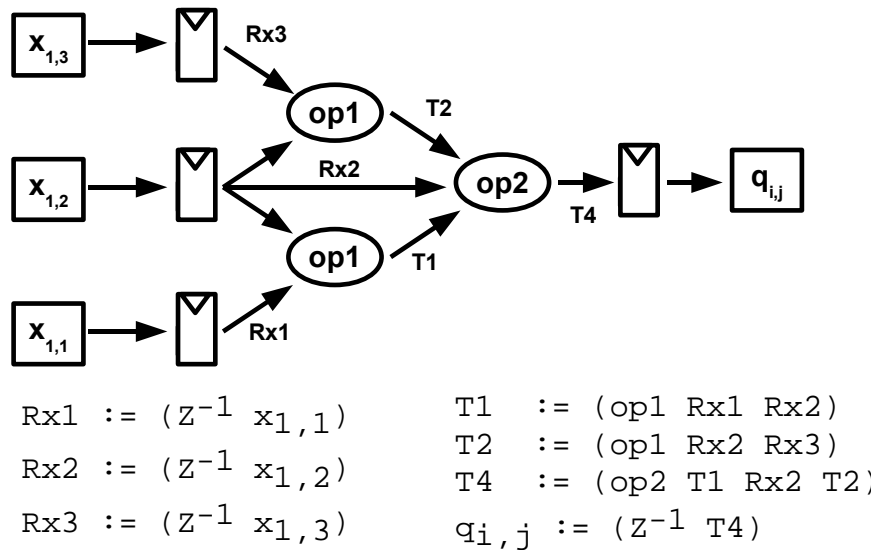 x1,3
Rx3
op1
T2
x1,2
Rx2
op2
T4
qi,j
op1
T1
x1,1
Rx1
Rx1 := (Z-1 x1,1)
Rx2 := (Z-1 x1,2)
Rx3 := (Z-1 x1,3)
T1 := (op1 Rx1 Rx2)
T2 := (op1 Rx2 Rx3)
T4 := (op2 T1 Rx2 T2)
qi,j := (Z-1 T4)